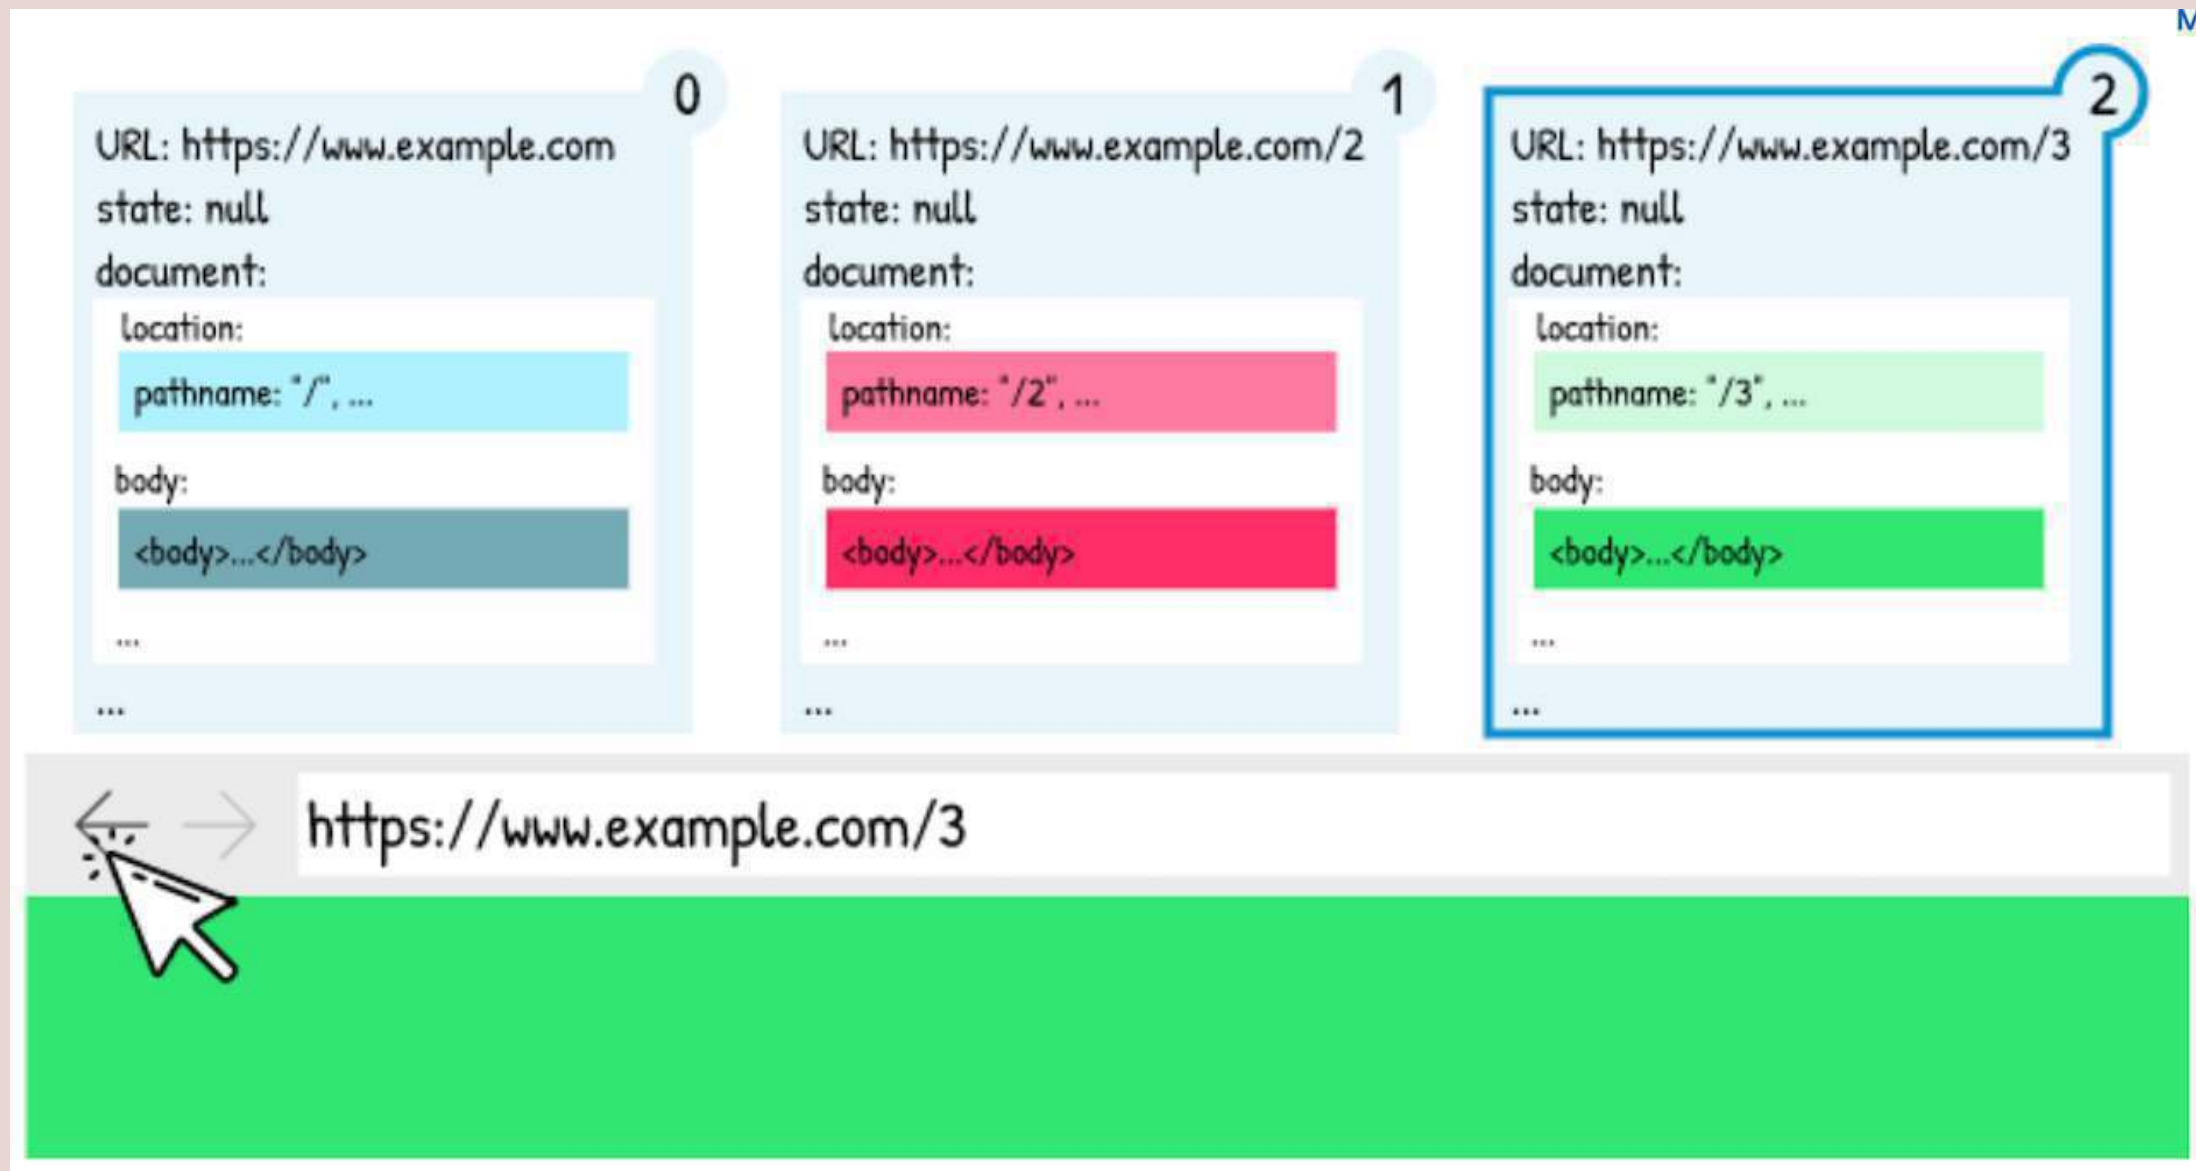 0
URL: https://www.example.com
state: null
document:
location:
pathname: "/", ...
body:
<body>...</body>
...
...
1
URL: https://www.example.com/2
state: null
document:
location:
pathname: "/2", ...
body:
<body>...</body>
...
...
2
URL: https://www.example.com/3
state: null
document:
location:
pathname: "/3", ...
body:
<body>...</body>
...
...
https://www.example.com/3